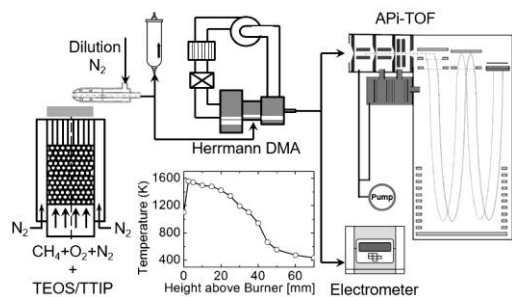 APi-TOF
Dilution
N₂
Herrmann DMA
N₂
N₂
CH₄+O₂+N₂
+
TEOS/TTIP
Temperature (K)
1600
1200
800
400
0 20 40 60
Height above Burner [mm]
Pump
Electrometer